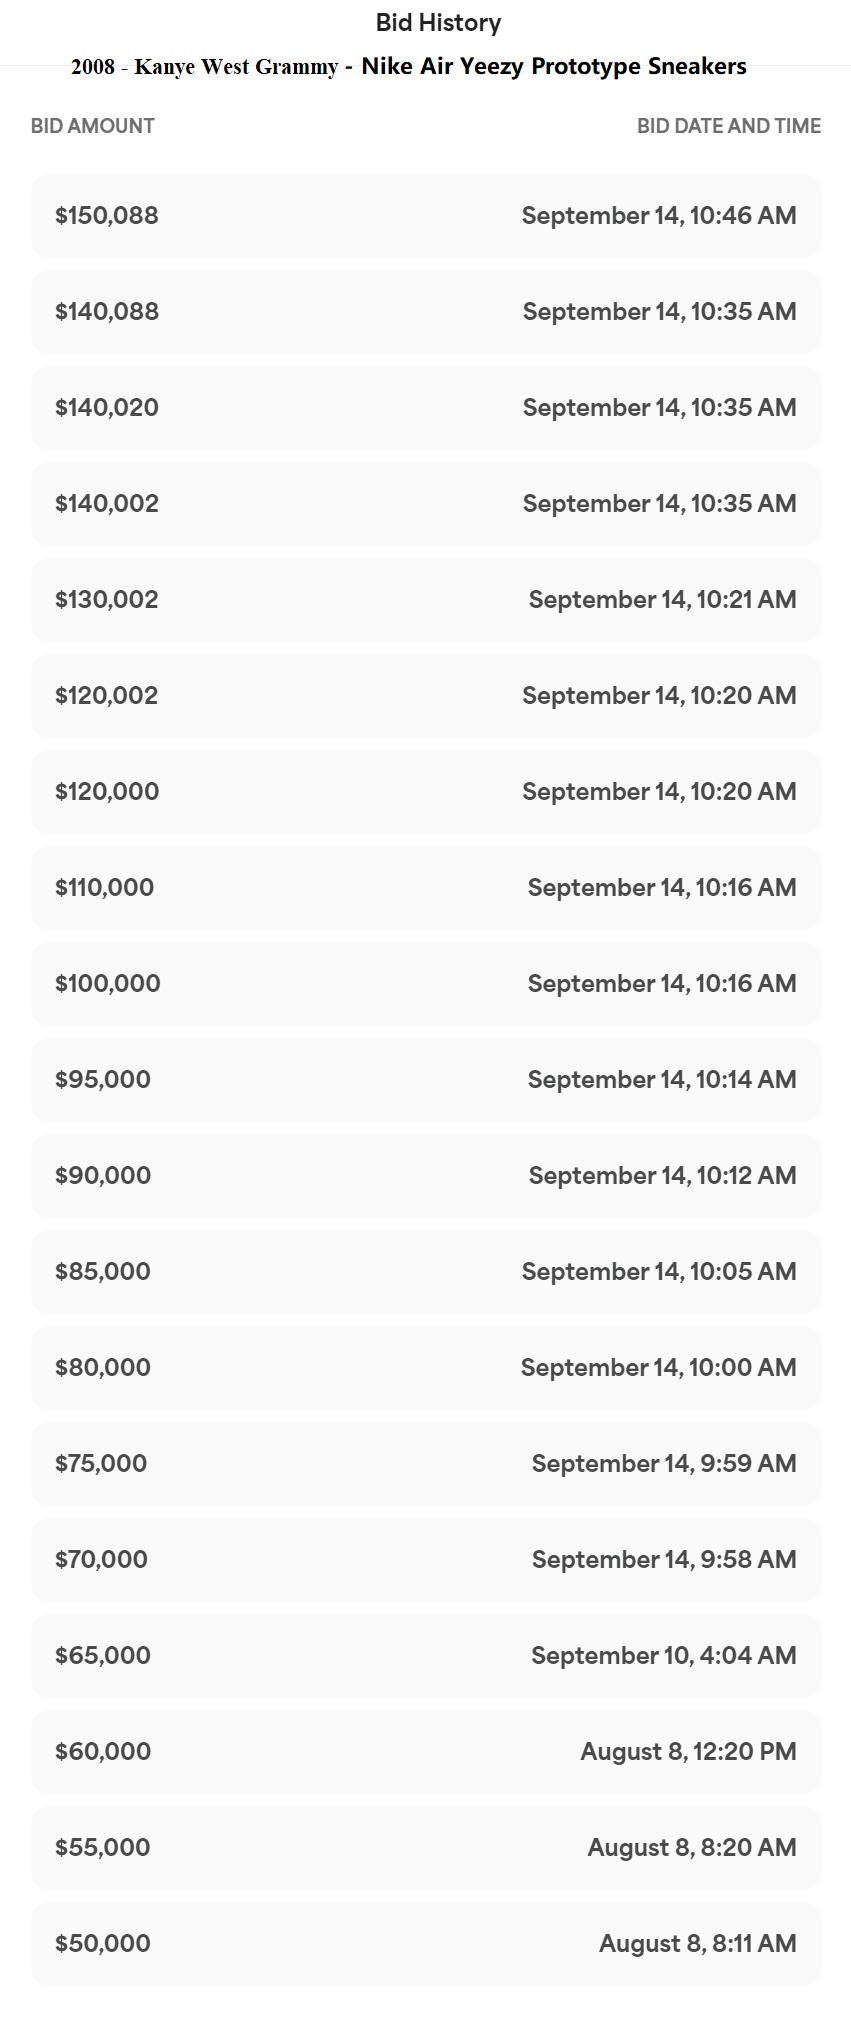 Bid History
2008 - Kanye West Grammy - Nike Air Yeezy Prototype Sneakers
BID AMOUNT BID DATE AND TIME
$150,088 September 14, 10:46 AM
$140,088 September 14, 10:35 AM
$140,020 September 14, 10:35 AM
$140,002 September 14, 10:35 AM
$130,002 September 14, 10:21 AM
$120,002 September 14, 10:20 AM
$120,000 September 14, 10:20 AM
$110,000 September 14, 10:16 AM
$100,000 September 14, 10:16 AM
$95,000 September 14, 10:14 AM
$90,000 September 14, 10:12 AM
$85,000 September 14, 10:05 AM
$80,000 September 14, 10:00 AM
$75,000 September 14, 9:59 AM
$70,000 September 14, 9:58 AM
$65,000 September 10, 4:04 AM
$60,000 August 8, 12:20 PM
$55,000 August 8, 8:20 AM
$50,000 August 8, 8:11 AM